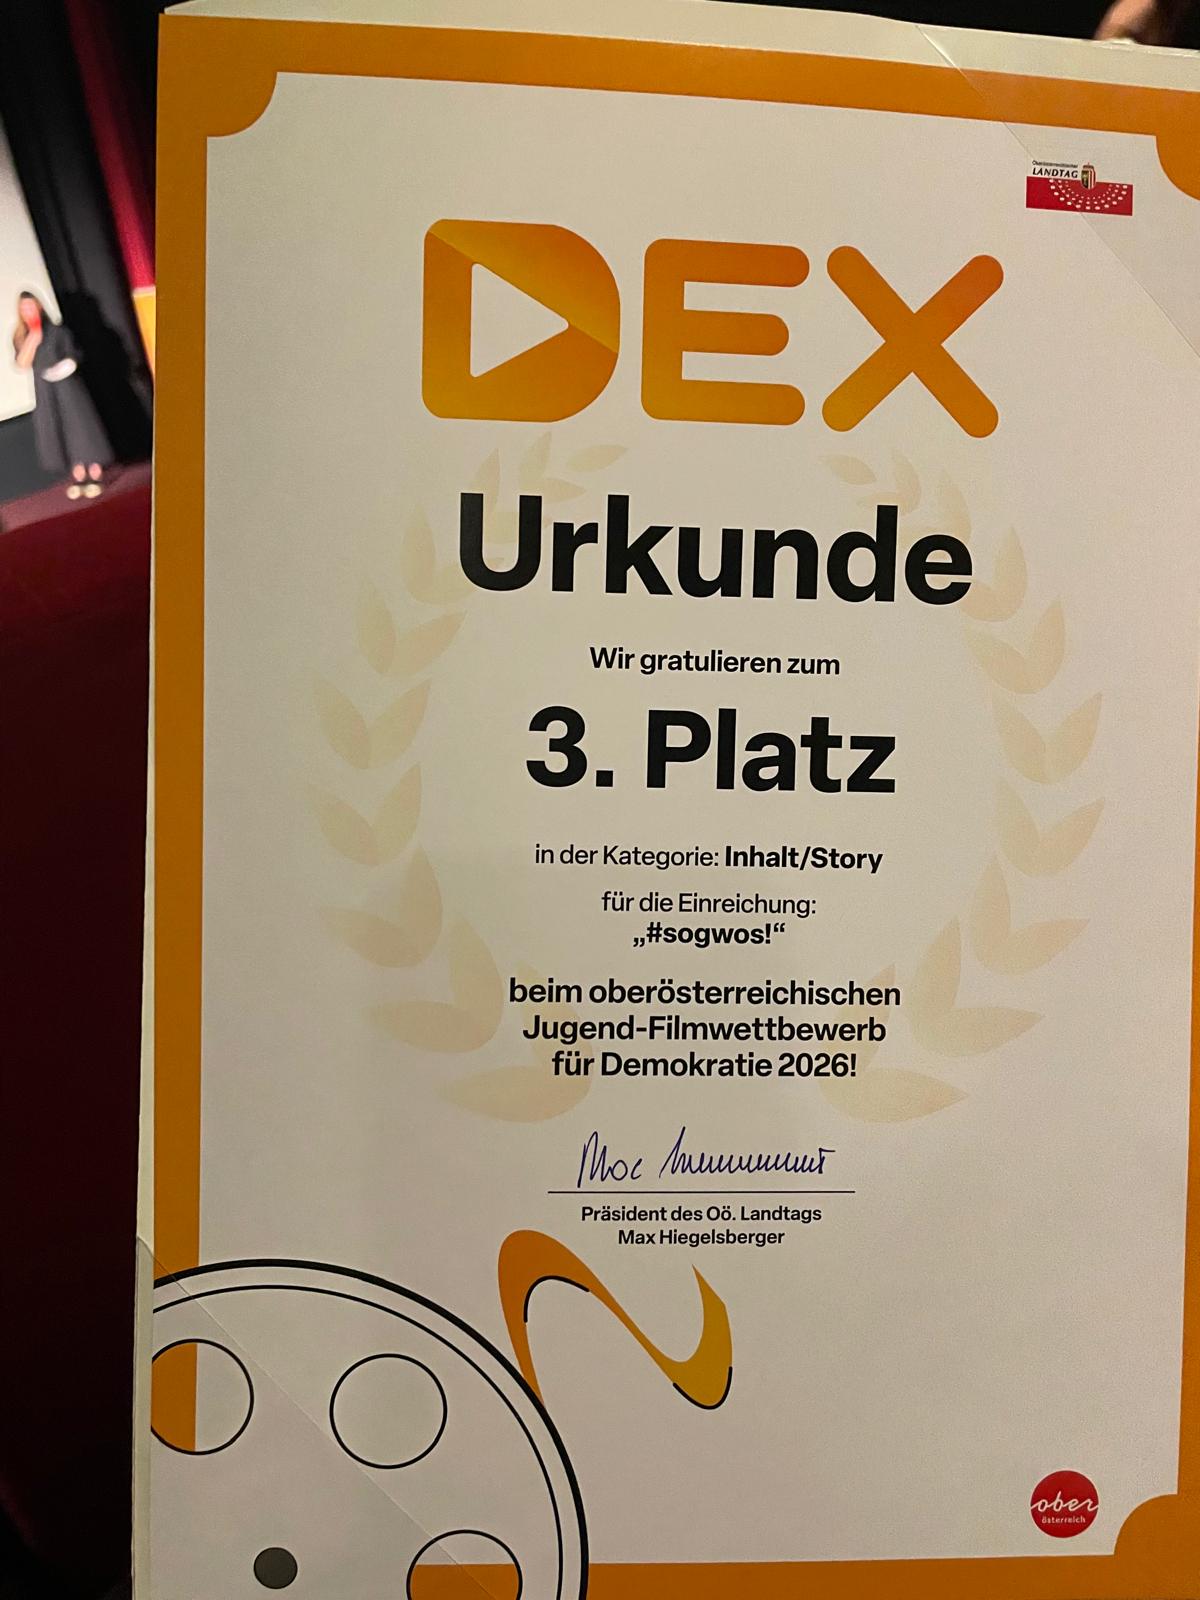 Oberösterreichischer
LANDTAG
DEX
Urkunde
Wir gratulieren zum
3. Platz
in der Kategorie: Inhalt/Story
für die Einreichung:
„#sogwos!“
beim oberösterreichischen
Jugend-Filmwettbewerb
für Demokratie 2026!
Präsident des Oö. Landtags
Max Hiegelsberger
ober
österreich